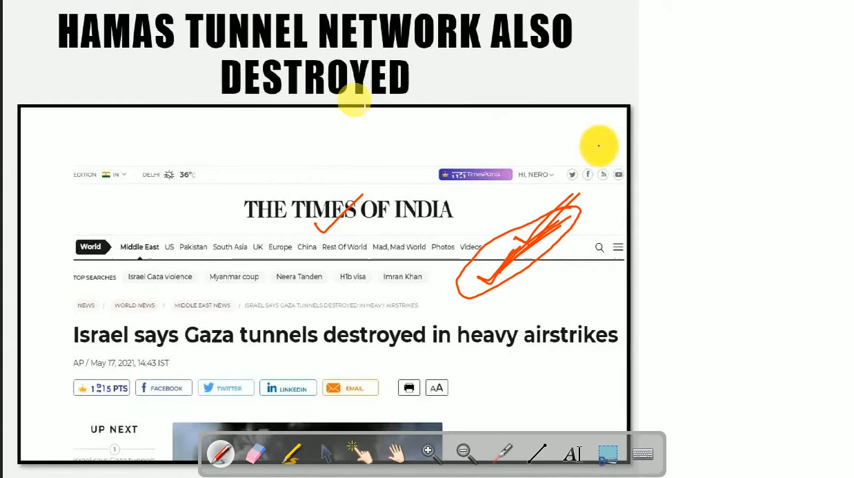 HAMAS TUNNEL NETWORK ALSO
DESTROYED
EDITION IN DELHI 36°C TimesPoints HI, NERO
THE TIMES OF INDIA
World Middle East US Pakistan South Asia UK Europe China Rest Of World Mad, Mad World Photos Videos
TOP SEARCHES Israel Gaza violence Myanmar coup Neera Tanden H1b visa Imran Khan
NEWS WORLD NEWS MIDDLE EAST NEWS ISRAEL SAYS GAZA TUNNELS DESTROYED IN HEAVY AIRSTRIKES
Israel says Gaza tunnels destroyed in heavy airstrikes
AP / May 17, 2021, 14:43 IST
PTS FACEBOOK TWITTER LINKEDIN EMAIL AA
UP NEXT
1